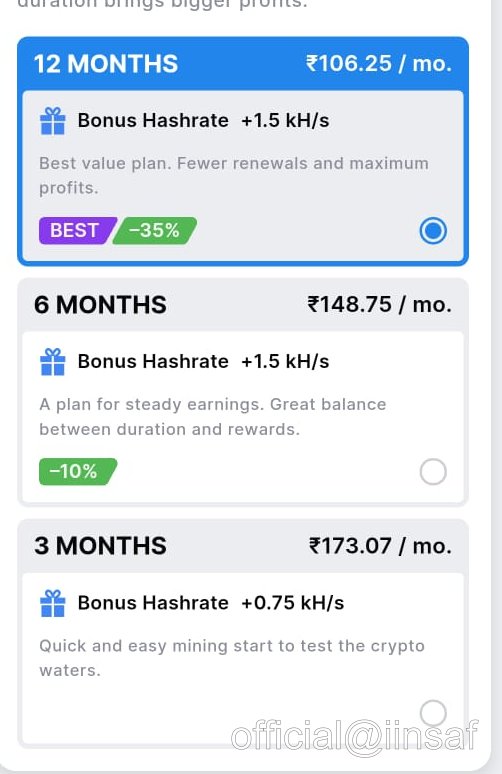 duration brings bigger profits.
12 MONTHS ₹106.25 / mo.
Bonus Hashrate +1.5 kH/s
Best value plan. Fewer renewals and maximum
profits.
BEST −35%
6 MONTHS ₹148.75 / mo.
Bonus Hashrate +1.5 kH/s
A plan for steady earnings. Great balance
between duration and rewards.
−10%
3 MONTHS ₹173.07 / mo.
Bonus Hashrate +0.75 kH/s
Quick and easy mining start to test the crypto
waters.
official@iinsaf